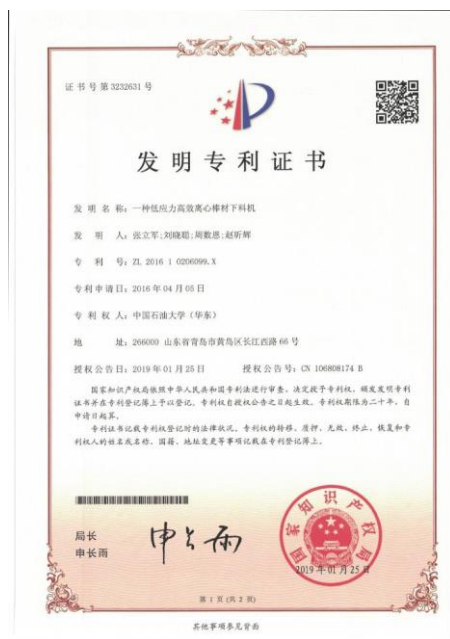 证书号第3232631号
发明专利证书
发 明 名 称：一种低应力高效离心棒材下料机
发 明 人：张立军;刘晓聪;周数恩;赵昕辉
专 利 号：ZL 2016 1 0206099.X
专利申请日：2016年04月05日
专 利 权 人：中国石油大学（华东）
地 址：266000 山东省青岛市黄岛区长江西路66号
授权公告日：2019年01月25日 授权公告号：CN 106808174 B
国家知识产权局依照中华人民共和国专利法进行审查，决定授予专利权，颁发发明专利
证书并在专利登记簿上予以登记。专利权自授权公告之日起生效。专利权期限为二十年，自
申请日起算。
专利证书记载专利权登记时的法律状况。专利权的转移、质押、无效、终止、恢复和专
利权人的姓名或名称、国籍、地址变更等事项记载在专利登记簿上。
局长
申长雨
申长雨
国家知识产权局
2019年01月25日
第 1 页 (共 2 页)
其他事项参见背面